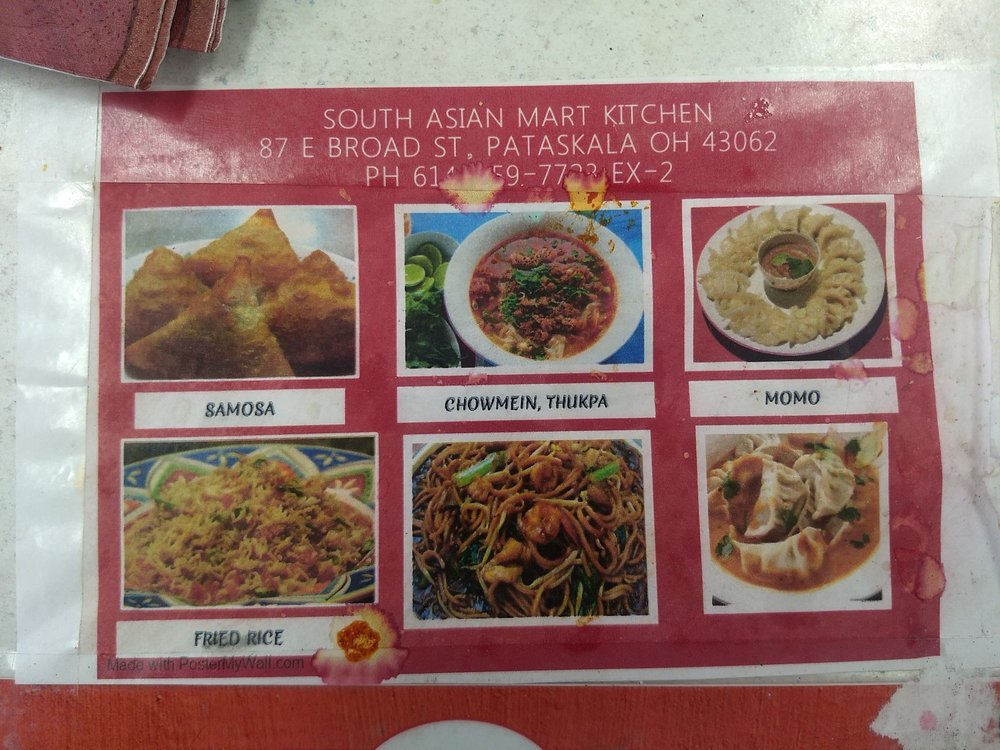 SOUTH ASIAN MART KITCHEN
87 E BROAD ST, PATASKALA OH 43062
PH EX-2
SAMOSA
CHOWMEIN, THUKPA
MOMO
FRIED RICE
Made with PosterMyWall.com